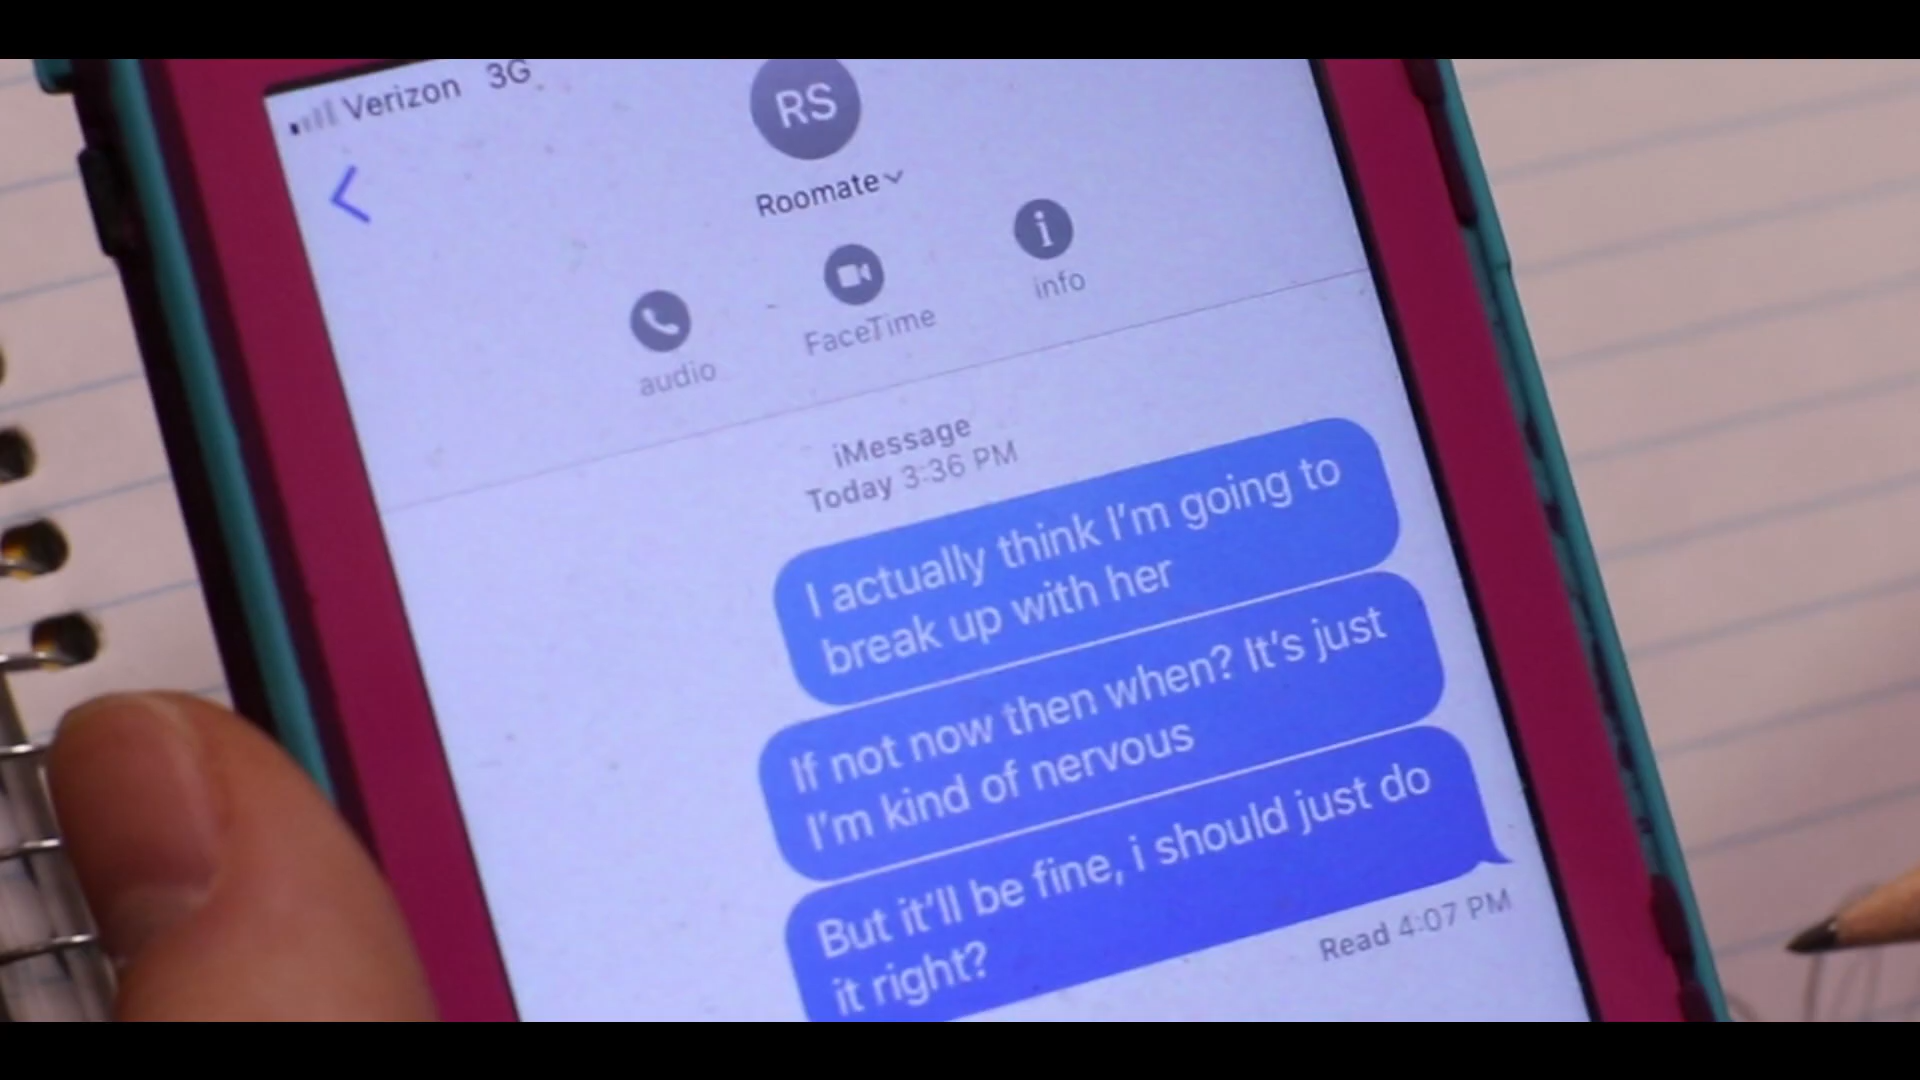 Verizon 3G
RS
Roomate
audio
FaceTime
info
iMessage
Today 3:36 PM
I actually think I'm going to
break up with her
If not now then when? It's just
I'm kind of nervous
But it'll be fine, i should just do
it right?
Read 4:07 PM